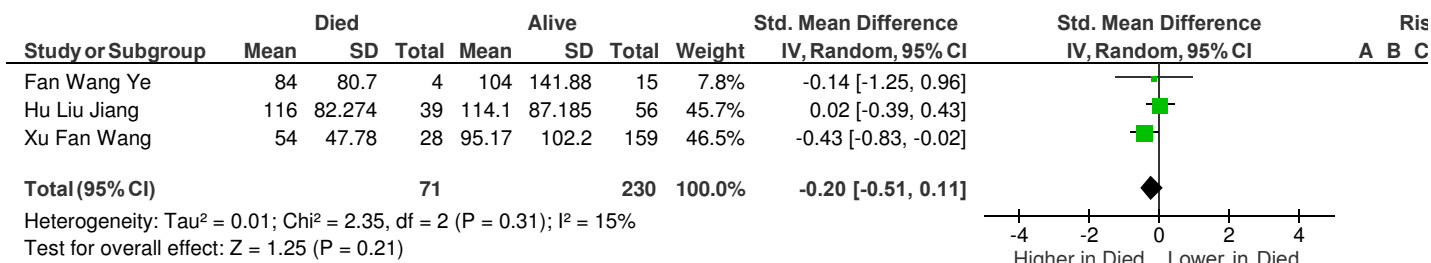 Died Alive Std. Mean Difference Std. Mean Difference Ris
Study or Subgroup Mean SD Total Mean SD Total Weight IV, Random, 95% CI IV, Random, 95% CI A B C
Fan Wang Ye 84 80.7 4 104 141.88 15 7.8% -0.14 [-1.25, 0.96]
Hu Liu Jiang 116 82.274 39 114.1 87.185 56 45.7% 0.02 [-0.39, 0.43]
Xu Fan Wang 54 47.78 28 95.17 102.2 159 46.5% -0.43 [-0.83, -0.02]
Total (95% CI) 71 230 100.0% -0.20 [-0.51, 0.11]
Heterogeneity: Tau² = 0.01; Chi² = 2.35, df = 2 (P = 0.31); I² = 15%
Test for overall effect: Z = 1.25 (P = 0.21)
-4 -2 0 2 4
Higher in Died Lower in Died